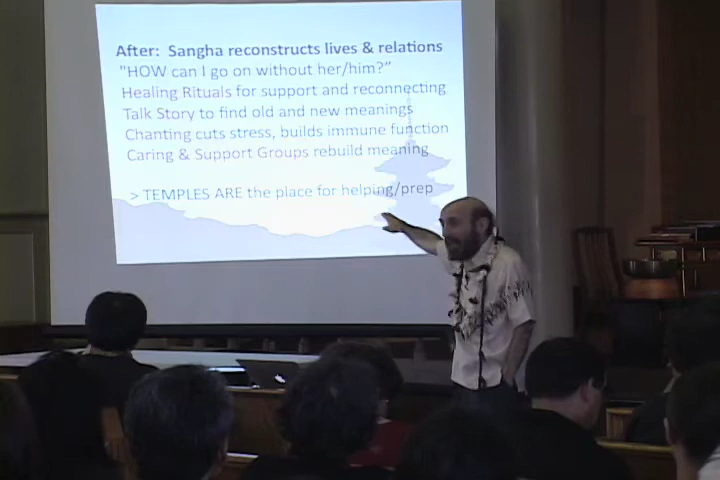 After: Sangha reconstructs lives & relations
"HOW can I go on without her/him?"
Healing Rituals for support and reconnecting
Talk Story to find old and new meanings
Chanting cuts stress, builds immune function
Caring & Support Groups rebuild meaning
> TEMPLES ARE the place for helping/prep